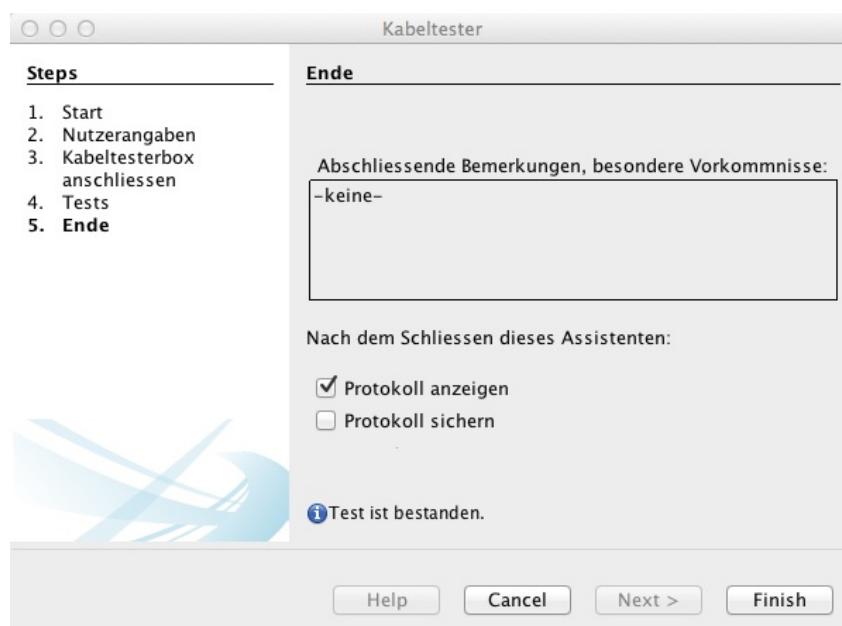 Kabeltester
Steps
1. Start
2. Nutzerangaben
3. Kabeltesterbox
anschliessen
4. Tests
5. Ende
Ende
Abschliessende Bemerkungen, besondere Vorkommnisse:
-keine-
Nach dem Schliessen dieses Assistenten:
Protokoll anzeigen
Protokoll sichern
Test ist bestanden.
Help
Cancel
Next >
Finish